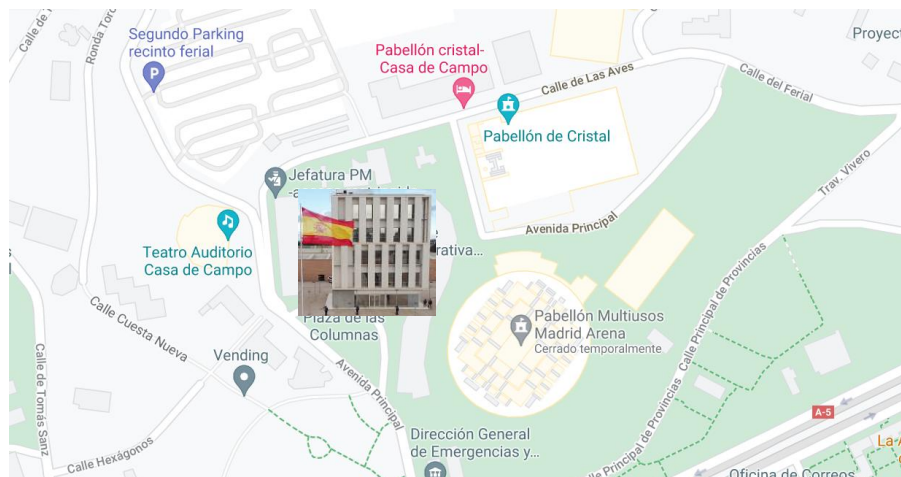 Calle de T
Ronda Toro
Segundo Parking
recinto ferial
P
Pabellón cristal-
Casa de Campo
Calle de Las Aves
Proyect
Calle del Ferial
Pabellón de Cristal
Jefatura PM
Trav. Vivero
Avenida Principal
Teatro Auditorio
Casa de Campo
rativa...
Plaza de las
Columnas
Calle Cuesta Nueva
Pabellón Multiusos
Madrid Arena
Cerrado temporalmente
Calle Principal de Provincias
Vending
Calle de Tomás Sanz
Avenida Principal
A-5
Calle Hexágonos
Dirección General
de Emergencias y...
Calle Principal de Provincias
La A
Oficina de Correos